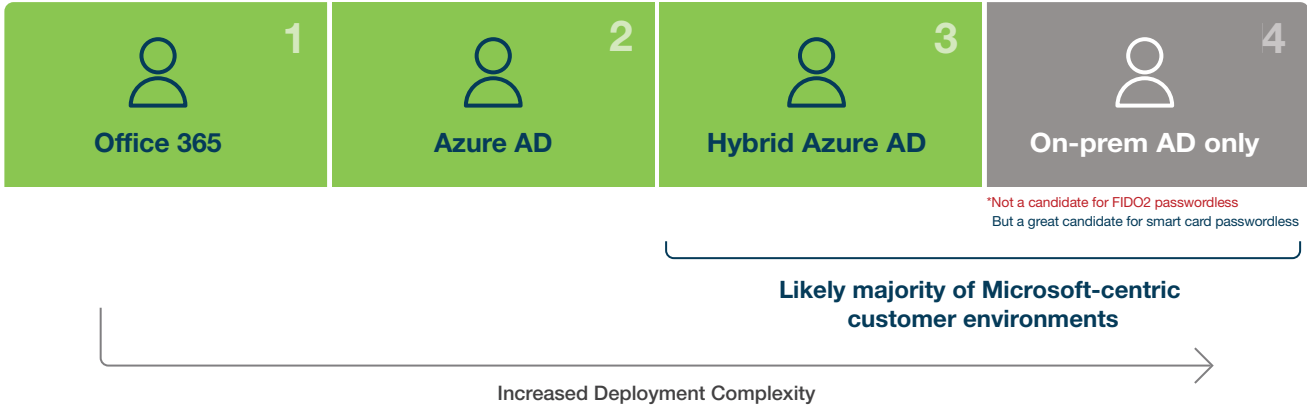 1
Office 365
2
Azure AD
3
Hybrid Azure AD
4
On-prem AD only
*Not a candidate for FIDO2 passwordless
But a great candidate for smart card passwordless
Likely majority of Microsoft-centric
customer environments
Increased Deployment Complexity